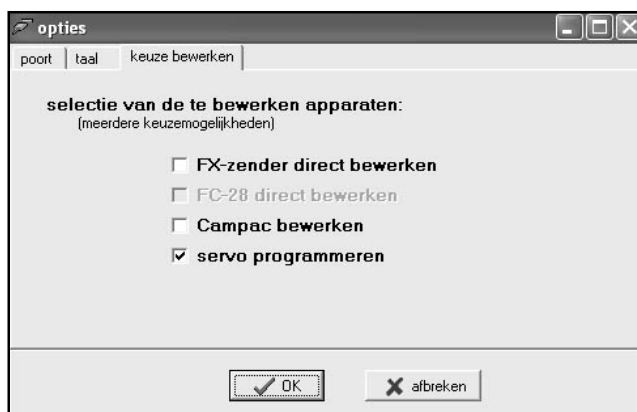 opties
poort
taal
keuze bewerken
selectie van de te bewerken apparaten:
(meerdere keuzemogelijkheden)
FX-zender direct bewerken
FC-28 direct bewerken
Campac bewerken
servo programmeren
OK
afbreken